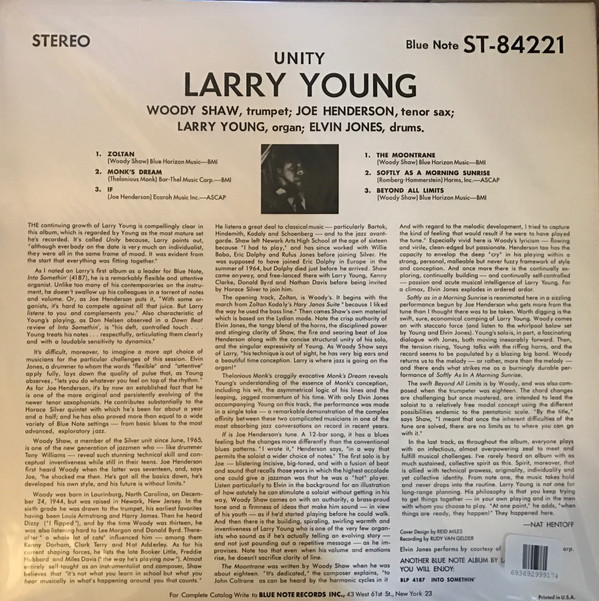 STEREO
Blue Note ST-84221
UNITY
LARRY YOUNG
WOODY SHAW, trumpet; JOE HENDERSON, tenor sax;
LARRY YOUNG, organ; ELVIN JONES, drums.
1. ZOLTAN
(Woody Shaw) Blue Horizon Music—BMI
2. MONK'S DREAM
(Thelonious Monk) Bar-Thel Music Corp.—BMI
3. IF
(Joe Henderson) Ecaroh Music Inc.—ASCAP
1. THE MOONTRANE
(Woody Shaw) Blue Horizon Music—BMI
2. SOFTLY AS A MORNING SUNRISE
(Romberg-Hammerstein) Harms, Inc.—ASCAP
3. BEYOND ALL LIMITS
(Woody Shaw) Blue Horizon Music—BMI
THE continuing growth of Larry Young is compellingly clear in
this album, which is regarded by Young as the most mature set
he's recorded. It's called Unity because, Larry points out,
"although everybody on the date is very much an individualist,
they were all in the same frame of mind. It was evident from
the start that everything was fitting together."
As I noted on Larry's first album as a leader for Blue Note,
Into Somethin' (4187), he is a remarkably flexible and attentive
organist. Unlike too many of his contemporaries on the instru-
ment, he doesn't wallow up his colleagues in a torrent of notes
and volume. Or, as Joe Henderson puts it, "With some or-
ganists, it's hard to compete against all that juice. But Larry
listens to you and complements you." Also characteristic of
Young's playing, as Don Nelsen observed in a Down Beat
review of Into Somethin', is "his deft, controlled touch . . .
Young treats his notes . . . respectfully, articulating them clearly
and with a laudable sensitivity to dynamics."
It's difficult, moreover, to imagine a more apt choice of
musicians for the particular challenges of this session. Elvin
Jones, a drummer to whom the words "flexible" and "attentive"
apply fully, lays down the quality of pulse that, as Young
observes, "lets you do whatever you feel on top of the rhythm."
As for Joe Henderson, it's by now an established fact that he
is one of the more original and persistently evolving of the
newer tenor saxophonists. He contributes substantially to the
Horace Silver quintet with which he's been for about a year
and a half; and he has also proved more than equal to a wide
variety of Blue Note settings — from basic blues to the most
advanced, exploratory jazz.
Woody Shaw, a member of the Silver unit since June, 1965,
is one of the new generation of jazzmen who — like drummer
Tony Williams — reveal such stunning technical skill and con-
ceptual inventiveness while still in their teens. Joe Henderson
first heard Woody when the latter was seventeen, and, says
Joe, "he shocked me then. He's got all the basics down, he's
developed his own style, and his future is without limits."
Woody was born in Laurinburg, North Carolina, on Decem-
ber 24, 1944, but was raised in Newark, New Jersey. In the
sixth grade he was drawn to the trumpet, his earliest favorites
having been Louis Armstrong and Harry James. Then he heard
Dizzy ("I flipped"), and by the time Woody was thirteen, he
was also listening hard to Lee Morgan and Donald Byrd. There-
after " a whole lot of cats" influenced him — among them
Kenny Dorham, Clark Terry and Nat Adderley. As for his
current shaping forces, he lists the late Booker Little, Freddie
Hubbard and Miles Davis (" the way he's playing now"). Almost
entirely self-taught as an instrumentalist and composer, Shaw
believes that "it's not what you learn in school but what you
hear musically in what's happening around you that counts."
He listens a great deal to classical music — particularly Bartok,
Hindemith, Kodaly and Schoenberg — and to the jazz avant-
garde. Shaw left Newark Arts High School at the age of sixteen
because "I had to play," and has since worked with Willie
Bobo, Eric Dolphy and Rufus Jones before joining Silver. He
was supposed to have joined Eric Dolphy in Europe in the
summer of 1964, but Dolphy died just before he arrived. Shaw
came anyway, and free-lanced there with Larry Young, Kenny
Clarke, Donald Byrd and Nathan Davis before being invited
by Horace Silver to join him.
The opening track, Zoltan, is Woody's. It begins with the
march from Zoltan Kodaly's Hary Janos Suite "because I liked
the way he used the bass line." Then comes Shaw's own material
which is based on the Lydian mode. Note the crisp authority
of Elvin Jones, the tangy blend of the horns, the disciplined power
and stinging clarity of Shaw, the fire and searing beat of Joe
Henderson along with the concise structural unity of his solo,
and the singular expressivity of Young. As Woody Shaw says
of Larry, "his technique is out of sight, he has very big ears and
a beautiful time conception. Larry is where jazz is going on the
organ!"
Thelonious Monk's craggily evocative Monk's Dream reveals
Young's understanding of the essence of Monk's conception,
including his wit, the asymmetrical logic of his lines and the
leaping, jagged momentum of his time. With only Elvin Jones
accompanying Young on this track, the performance was made
in a single take — a remarkable demonstration of the complex
affinity between these two complicated musicians in one of the
most absorbing jazz conversations on record in recent years.
If is Joe Henderson's tune. A 12-bar song, it has a blues
feeling but the changes move differently than the conventional
blues patterns. "I wrote it," Henderson says, "in a way that
permits the soloist a wider choice of notes." The first solo is by
Joe — blistering incisive, big-toned, and with a fusion of beat
and sound that recalls those years in which the highest accolade
one could give a jazzman was that he was a "hot" player.
Listen particularly to Elvin in the background for an illustration
of how astutely he can stimulate a soloist without getting in his
way. Woody Shaw comes on with an authority, a brass-proud
tone and a firmness of ideas that make him sound — in view
of his youth — as if he'd started playing before he could walk.
And then there is the building, spiraling, swirling warmth and
inventiveness of Larry Young who is one of the very few organ-
ists who sound as if he's actually telling an evolving story —
and not just pounding out a repetitive message — as he im-
provises. Note too that even when his volume and emotions
rise, he doesn't sacrifice clarity of line.
The Moontrane was written by Woody Shaw when he was
about eighteen. "It's dedicated," the composer explains, "to
John Coltrane as can be heard by the harmonic cycles in it
And with regard to the melodic development, I tried to capture
the kind of feeling that would result if he were to have played
the tune." Especially vivid here is Woody's lyricism — flowing
and virile, clean-edged but passionate. Henderson too has the
capacity to envelop the deep "cry" in his playing within a
strong, personal, malleable but never fuzzy framework of style
and conception. And once more there is the continually ex-
ploring, continually building — and continually self-controlled
— passion and acute musical intelligence of Larry Young. For
climax, Elvin Jones explodes in ordered ardor.
Softly as in a Morning Sunrise is reanimated here in a sizzling
performance begun by Joe Henderson who gets more from the
tune than I thought there was to be taken. Worth digging is the
swift, sure, economical comping of Larry Young. Woody comes
on with staccato force (and listen to the whirlpool below set
by Young and Elvin Jones). Young's solo is, in part, a fascinating
dialogue with Jones, both moving inexorably forward. Then,
the tension rising, Young talks with the riffing horns, and the
record seems to be populated by a blazing big band. Woody
returns us to the melody — or rather, more than the melody —
and there ends what strikes me as a burningly durable per-
formance of Softly As In A Morning Sunrise.
The swift Beyond All Limits is by Woody, and was also com-
posed when the trumpeter was eighteen. The chord changes
are challenging but once mastered, are intended to lead the
soloist to a relatively free modal concept using the different
possibilities endemic to the pentatonic scale. "By the title,"
says Shaw, "I meant that once the inherent difficulties of the
tune are solved, there are no limits as to where you can go
with it."
In the last track, as throughout the album, everyone plays
with an infectious, almost overpowering zeal to meet and
fulfill musical challenges. I've rarely heard an album with as
much sustained, collective spirit as this. Spirit, moreover, that
is allied with technical prowess, originality, individuality and
yet collective identity. From note one, the music takes hold
and never drops into the routine. Larry Young is not one for
long-range planning. His philosophy is that you keep trying
to get things together — in your own playing and in the men
with whom you choose to play. "At one point," he adds, "when
things are ready, they happen!" They happened here.
—NAT HENTOFF
Cover Design by REID MILES
Recording by RUDY VAN GELDER
Elvin Jones performs by courtesy of
orp.
ANOTHER BLUE NOTE ALBUM BY L
YOU WILL ENJOY:
BLP 4187 INTO SOMETHIN'
For Complete Catalog Write to BLUE NOTE RECORDS INC., 43 West 61st St., New York 23
Printed in U.S.A.